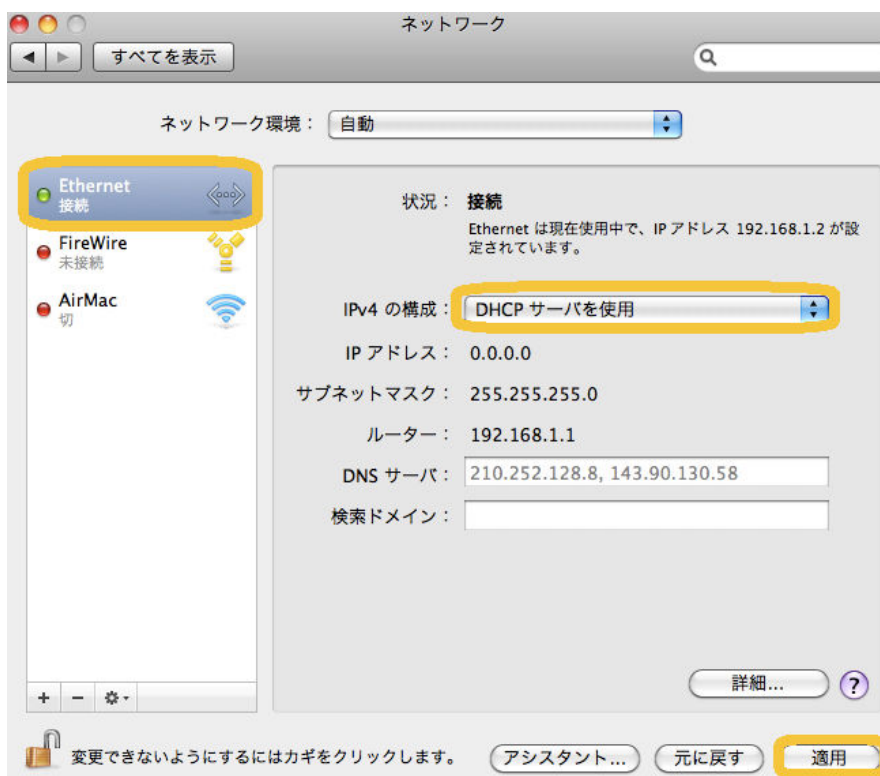 ネットワーク
すべてを表示
ネットワーク環境： 自動
Ethernet
接続
FireWire
未接続
AirMac
切
状況： 接続
Ethernet は現在使用中で、IP アドレス 192.168.1.2 が設
定されています。
IPv4 の構成： DHCP サーバを使用
IP アドレス： 0.0.0.0
サブネットマスク： 255.255.255.0
ルーター： 192.168.1.1
DNS サーバ： 210.252.128.8, 143.90.130.58
検索ドメイン：
詳細... ?
+ −
変更できないようにするにはカギをクリックします。
アシスタント... 元に戻す 適用